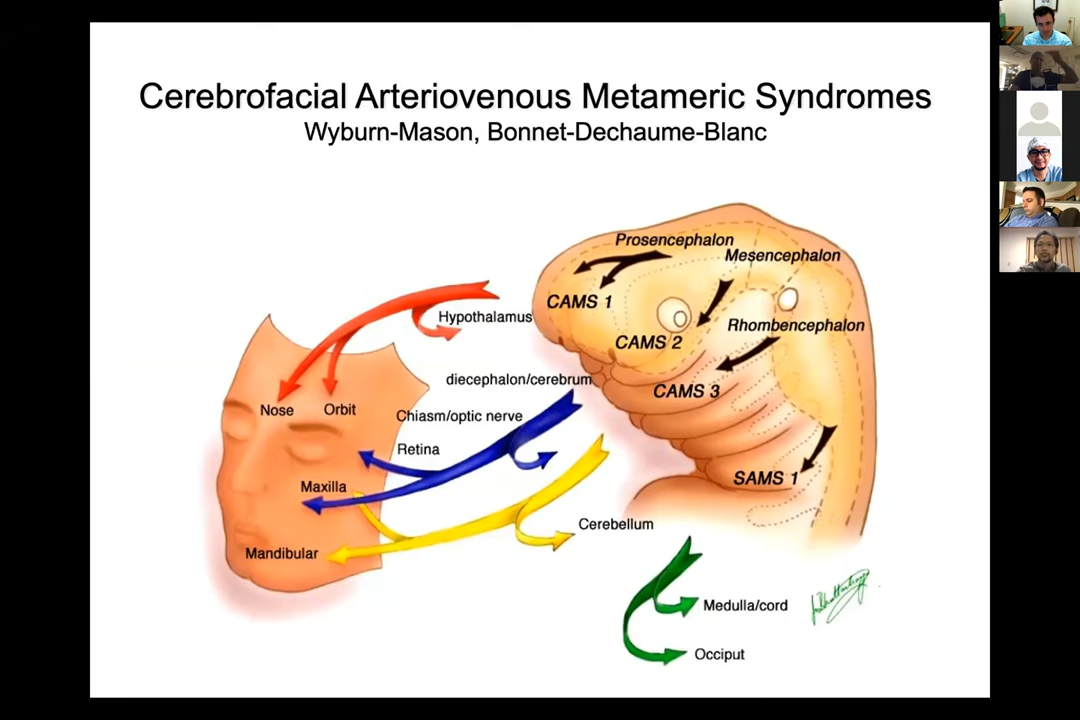 Cerebrofacial Arteriovenous Metameric Syndromes
Wyburn-Mason, Bonnet-Dechaume-Blanc
Prosencephalon
Mesencephalon
CAMS 1
Hypothalamus
Rhombencephalon
CAMS 2
diecephalon/cerebrum
CAMS 3
Nose
Orbit
Chiasm/optic nerve
Retina
SAMS 1
Maxilla
Cerebellum
Mandibular
Medulla/cord
Occiput